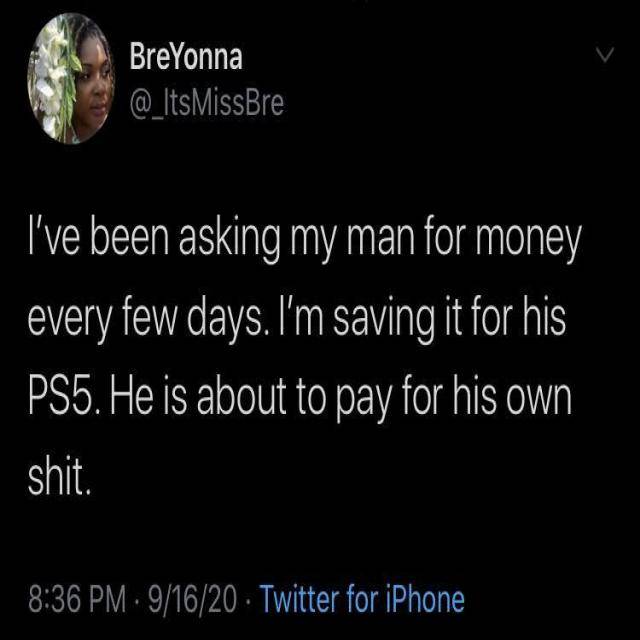 BreYonna
@_ItsMissBre
I've been asking my man for money
every few days. I'm saving it for his
PS5. He is about to pay for his own
shit.
8:36 PM · 9/16/20 · Twitter for iPhone